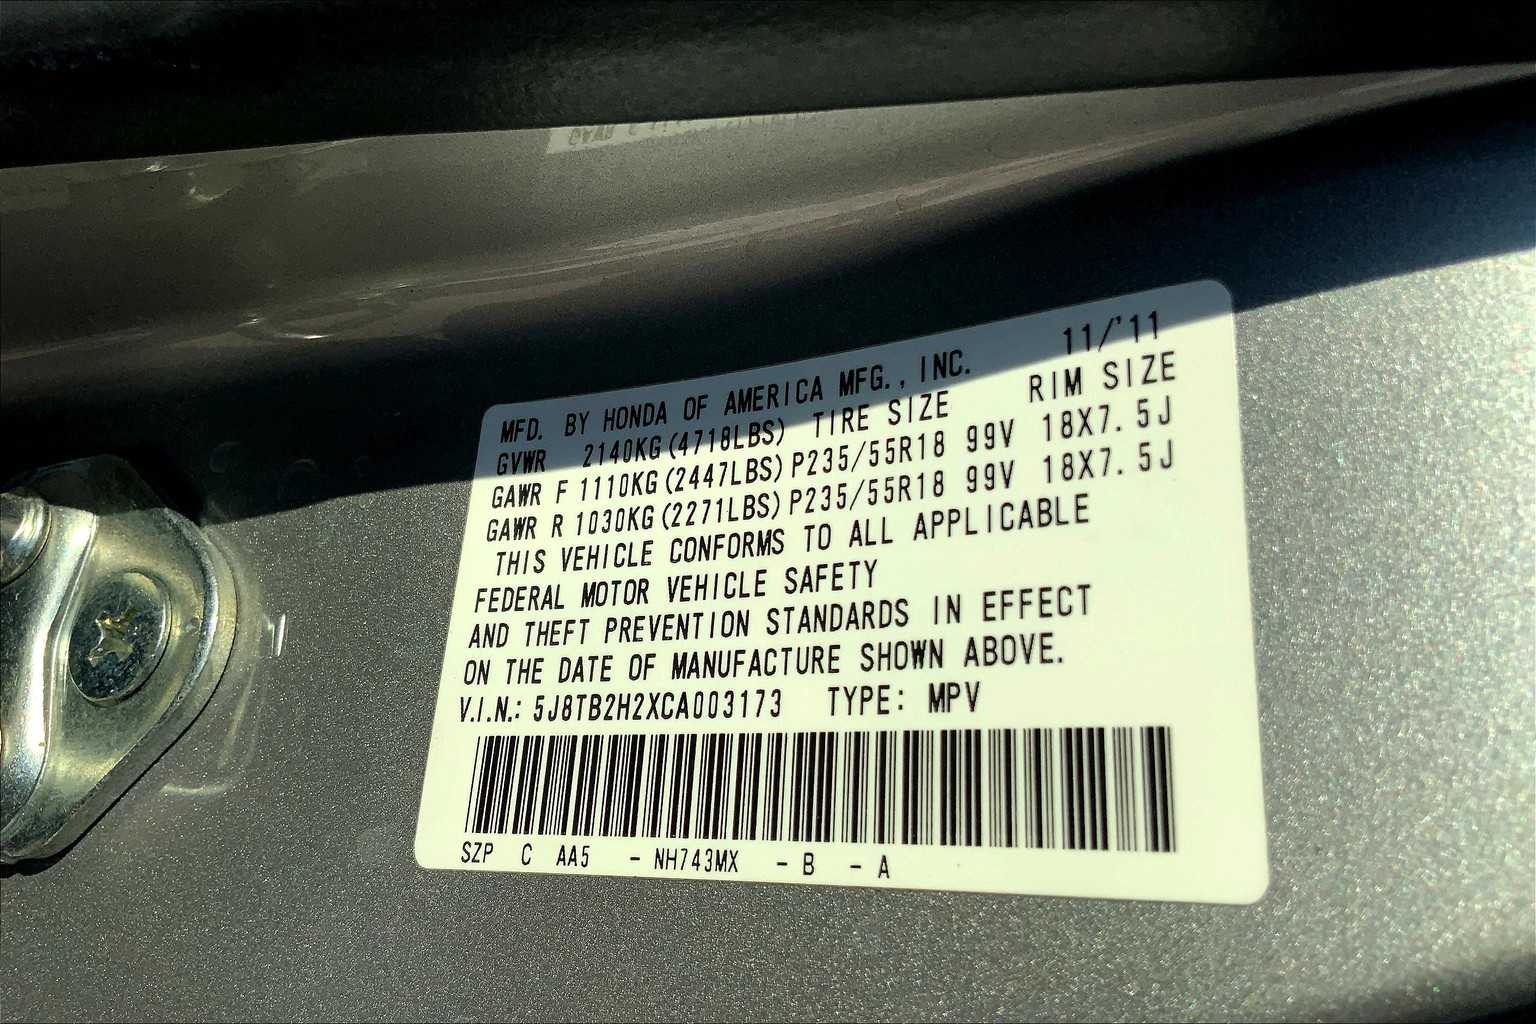 11/'11
MFD. BY HONDA OF AMERICA MFG., INC.
GVWR 2140KG(4718LBS) TIRE SIZE RIM SIZE
GAWR F 1110KG(2447LBS)P235/55R18 99V 18X7.5J
GAWR R 1030KG(2271LBS)P235/55R18 99V 18X7.5J
THIS VEHICLE CONFORMS TO ALL APPLICABLE
FEDERAL MOTOR VEHICLE SAFETY
AND THEFT PREVENTION STANDARDS IN EFFECT
ON THE DATE OF MANUFACTURE SHOWN ABOVE.
V.I.N.: 5J8TB2H2XCA003173 TYPE: MPV
SZP C AA5 - NH743MX - B - A